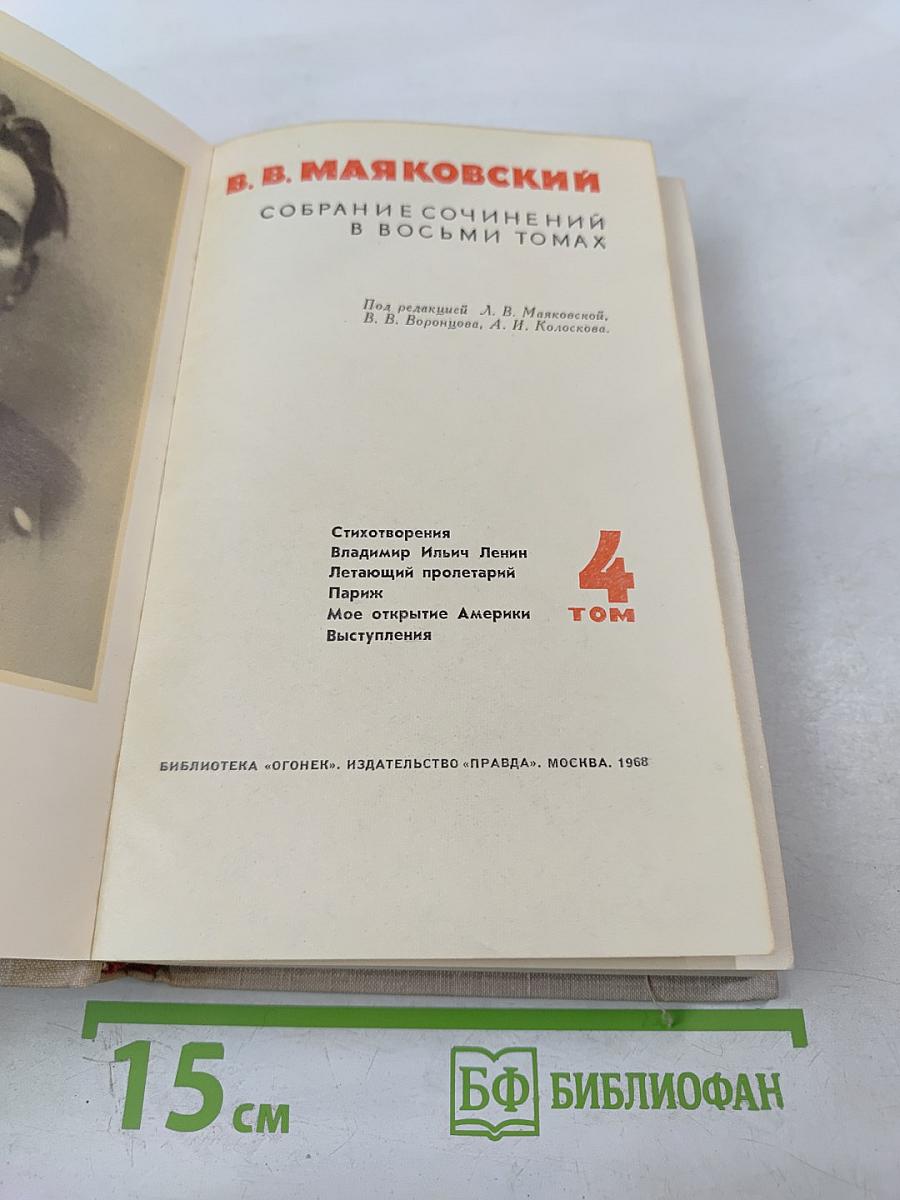 В. В. МАЯКОВСКИЙ
СОБРАНИЕ СОЧИНЕНИЙ
В ВОСЬМИ ТОМАХ
Под редакцией Л. В. Маяковской,
В. В. Воронцова, А. И. Колоскова.
Стихотворения
Владимир Ильич Ленин
Летающий пролетарий
Париж
Мое открытие Америки
Выступления
4
ТОМ
БИБЛИОТЕКА «ОГОНЕК». ИЗДАТЕЛЬСТВО «ПРАВДА». МОСКВА. 1968
15 см
БФ БИБЛИОФАН